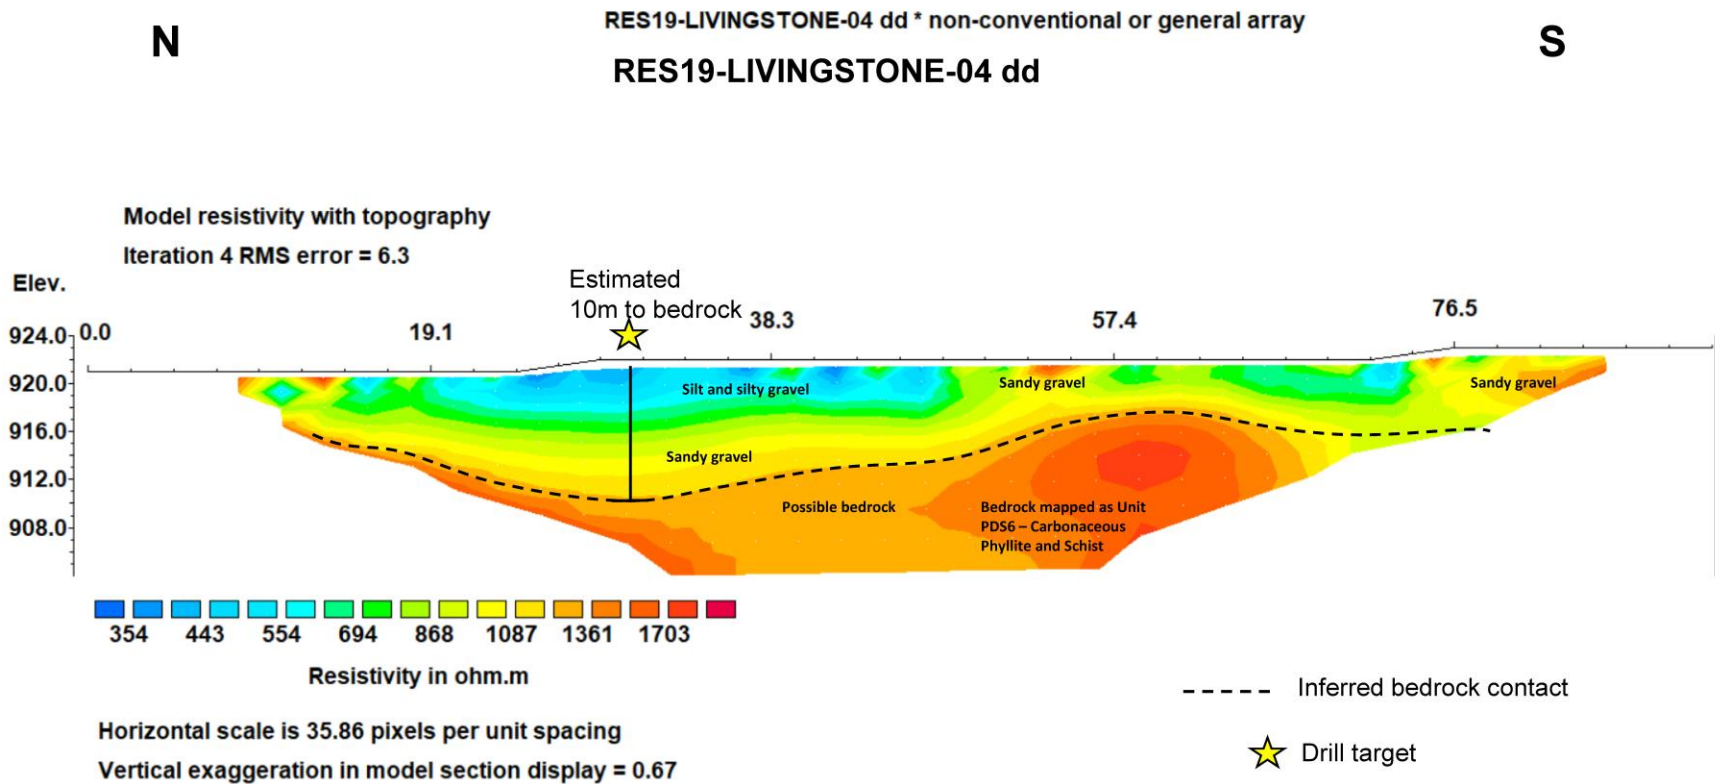 RES19-LIVINGSTONE-04 dd * non-conventional or general array
N
S
RES19-LIVINGSTONE-04 dd
Model resistivity with topography
Iteration 4 RMS error = 6.3
Elev.
Estimated
10m to bedrock
0.0 19.1 38.3 57.4 76.5
924.0
920.0
916.0
912.0
908.0
Silt and silty gravel
Sandy gravel
Sandy gravel
Sandy gravel
Possible bedrock
Bedrock mapped as Unit
PDS6 – Carbonaceous
Phyllite and Schist
354 443 554 694 868 1087 1361 1703
Resistivity in ohm.m
Inferred bedrock contact
Horizontal scale is 35.86 pixels per unit spacing
Drill target
Vertical exaggeration in model section display = 0.67